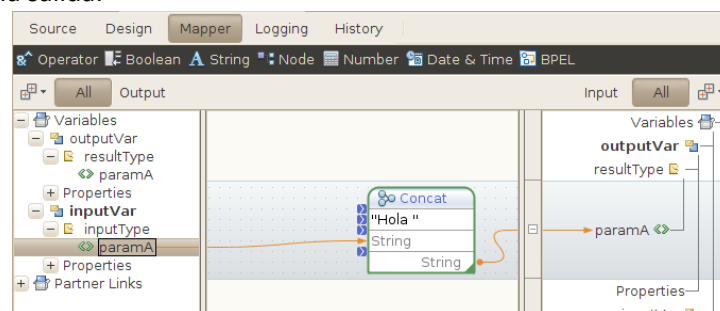 Source Design Mapper Logging History
Operator Boolean String Node Number Date & Time BPEL
All Output Input All
Variables
outputVar
resultType
paramA
Properties
inputVar
inputType
paramA
Properties
Partner Links
Concat
"Hola "
String
String
Variables
outputVar
resultType
paramA
Properties